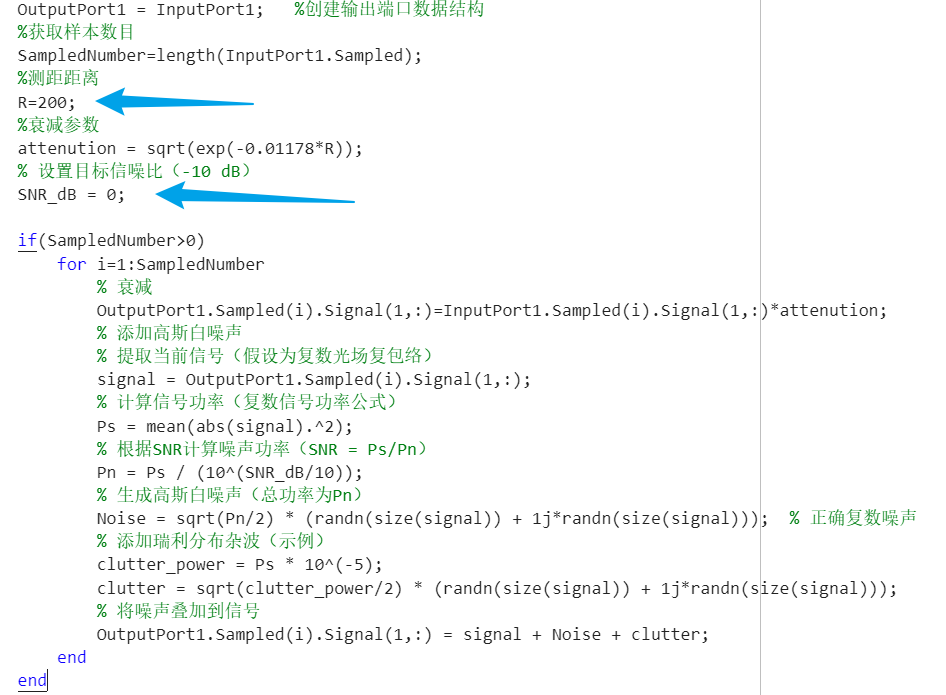 OutputPort1 = InputPort1;   %创建输出端口数据结构
%获取样本数目
SampledNumber=length(InputPort1.Sampled);
%测距距离
R=200;
%衰减参数
attenution = sqrt(exp(-0.01178*R));
% 设置目标信噪比（-10 dB）
SNR_dB = 0;
if(SampledNumber>0)
    for i=1:SampledNumber
        % 衰减
        OutputPort1.Sampled(i).Signal(1,:)=InputPort1.Sampled(i).Signal(1,:)*attenution;
        % 添加高斯白噪声
        % 提取当前信号（假设为复数光场复包络）
        signal = OutputPort1.Sampled(i).Signal(1,:);
        % 计算信号功率（复数信号功率公式）
        Ps = mean(abs(signal).^2);
        % 根据SNR计算噪声功率（SNR = Ps/Pn）
        Pn = Ps / (10^(SNR_dB/10));
        % 生成高斯白噪声（总功率为Pn）
        Noise = sqrt(Pn/2) * (randn(size(signal)) + 1j*randn(size(signal)));  % 正确复数噪声
        % 添加瑞利分布杂波（示例）
        clutter_power = Ps * 10^(-5);
        clutter = sqrt(clutter_power/2) * (randn(size(signal)) + 1j*randn(size(signal)));
        % 将噪声叠加到信号
        OutputPort1.Sampled(i).Signal(1,:) = signal + Noise + clutter;
    end
end